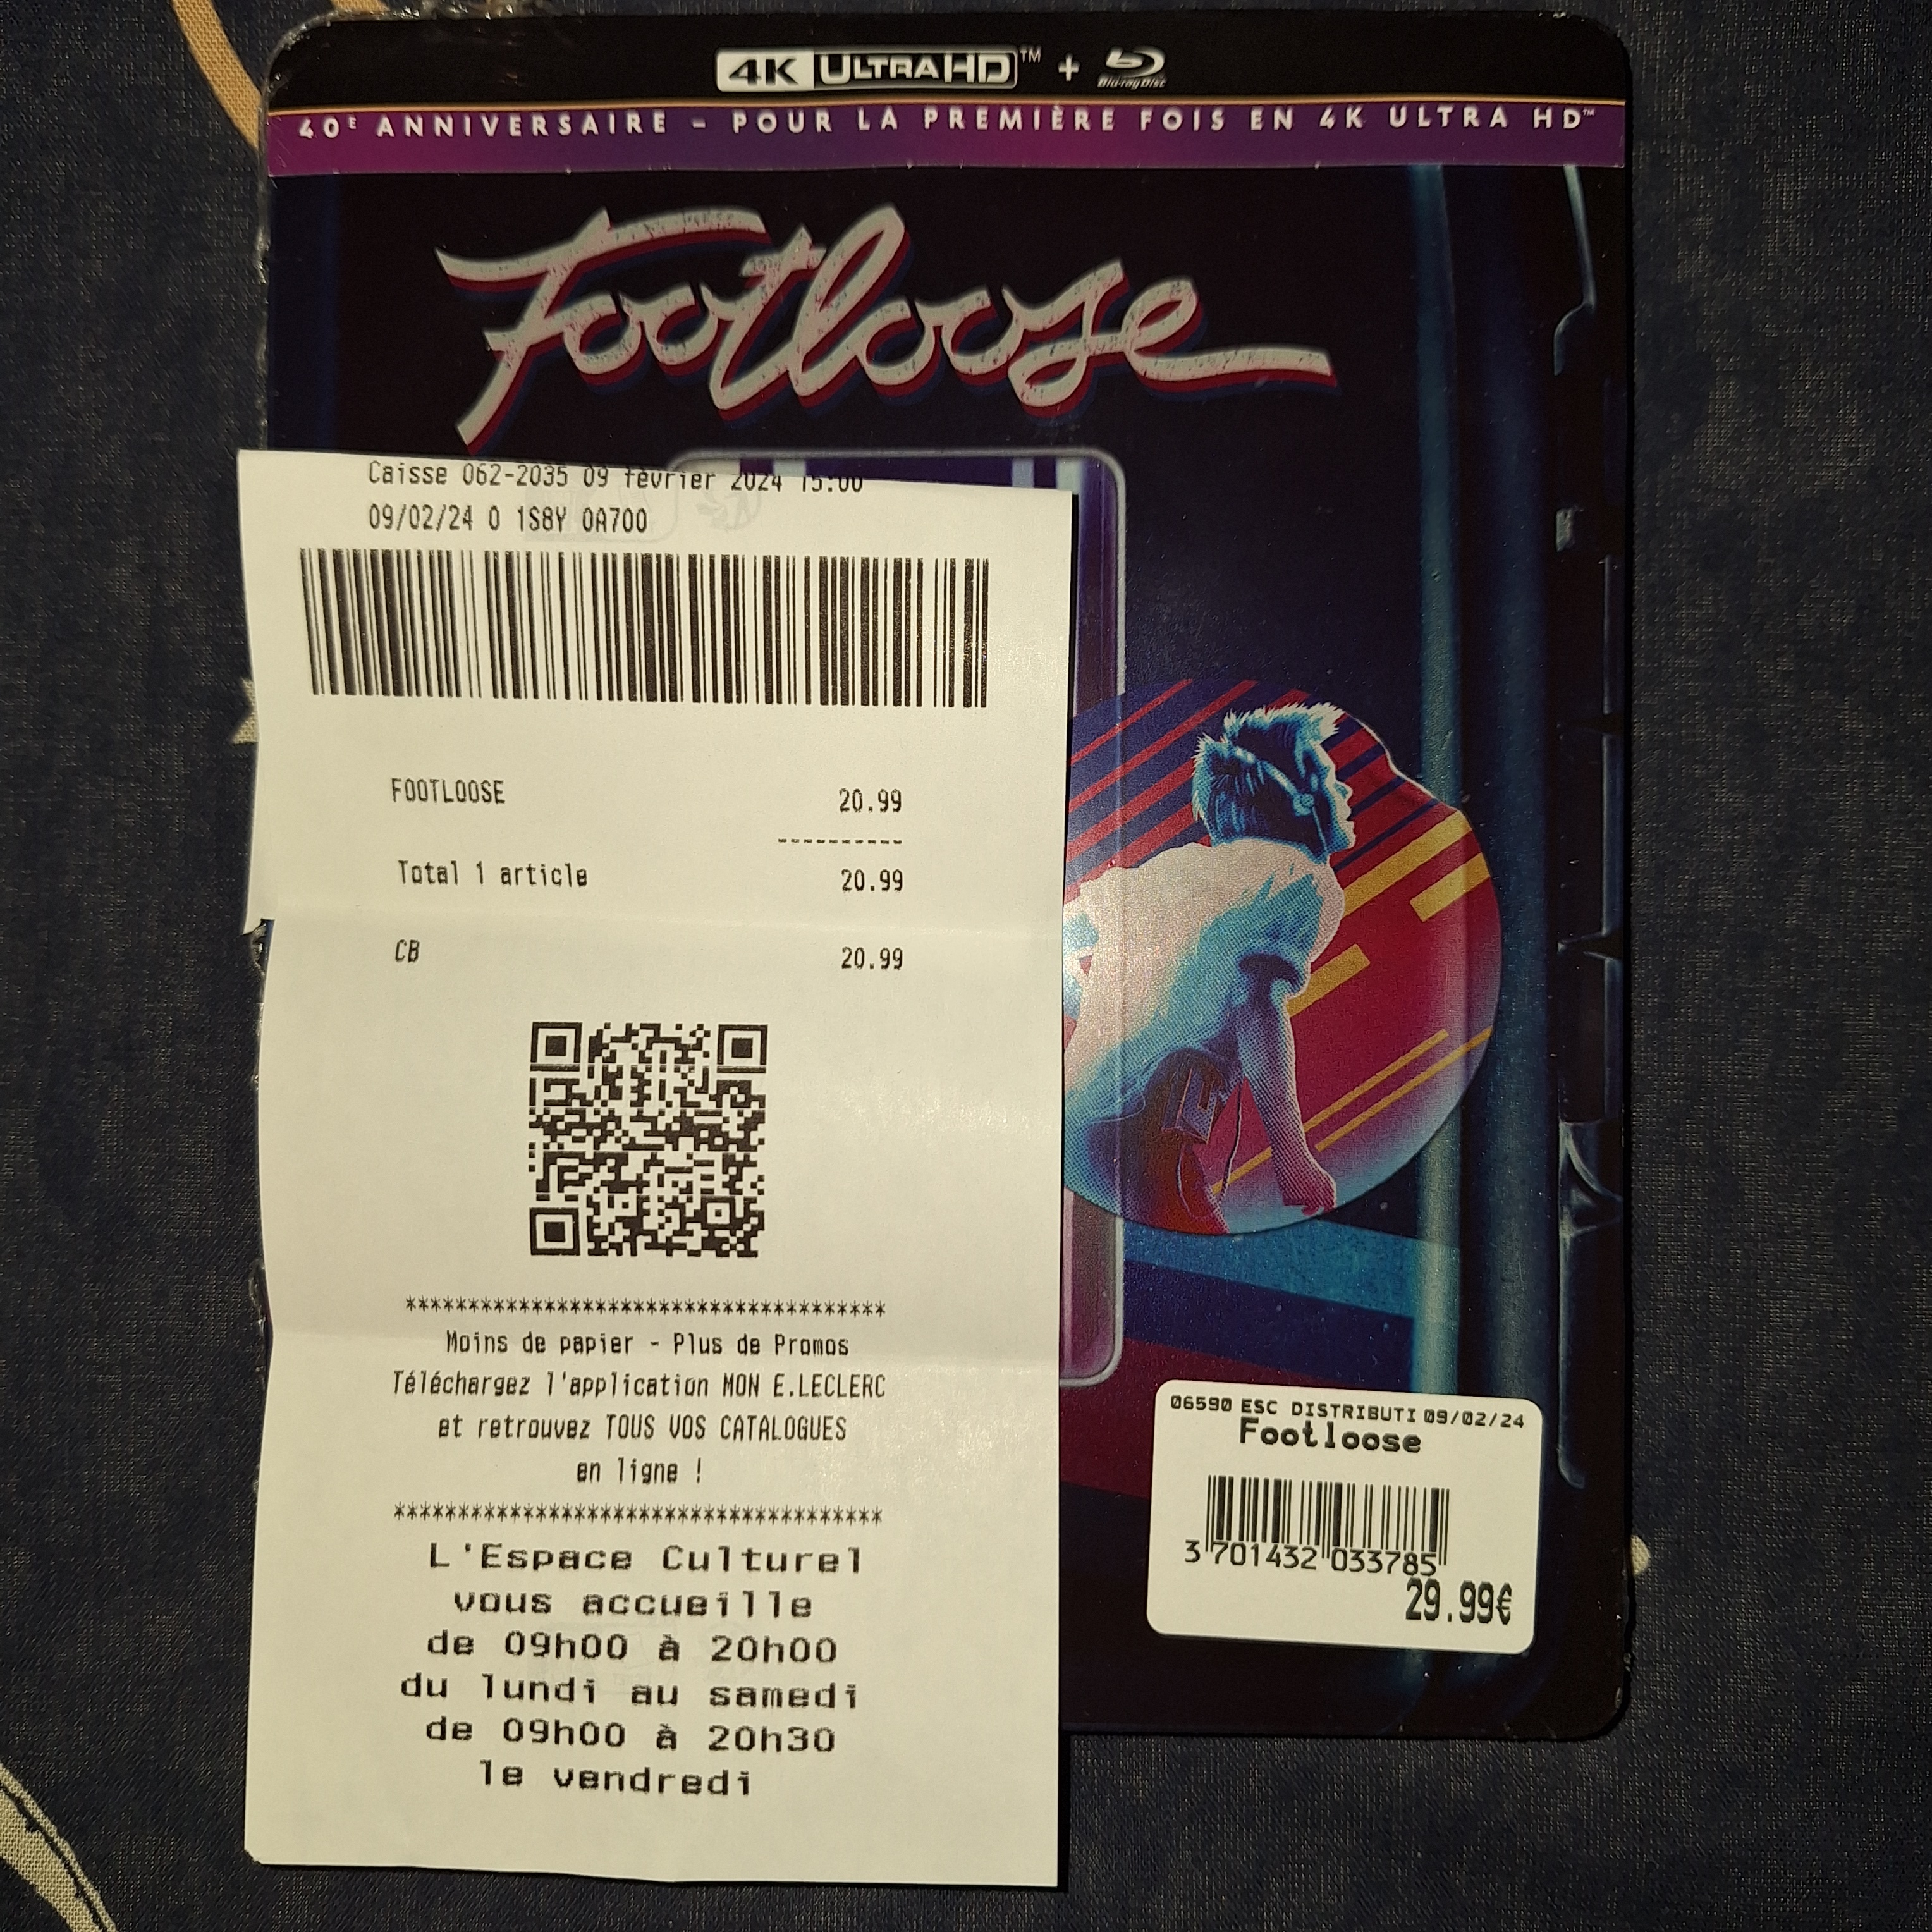 4K ULTRAHD™ + Blu-ray Disc
40E ANNIVERSAIRE – POUR LA PREMIÈRE FOIS EN 4K ULTRA HD™
Footloose
Caisse 062-2035 09 février 2024 15:00
09/02/24 0 1S8Y 0A700
FOOTLOOSE 20.99
---------
Total 1 article 20.99
CB 20.99
***************************************
Moins de papier - Plus de Promos
Téléchargez l'application MON E.LECLERC
et retrouvez TOUS VOS CATALOGUES
en ligne !
***************************************
L'Espace Culturel
vous accueille
de 09h00 à 20h00
du lundi au samedi
de 09h00 à 20h30
le vendredi
06590 ESC DISTRIBUTI 09/02/24
Footloose
3 701432 033785
29.99€